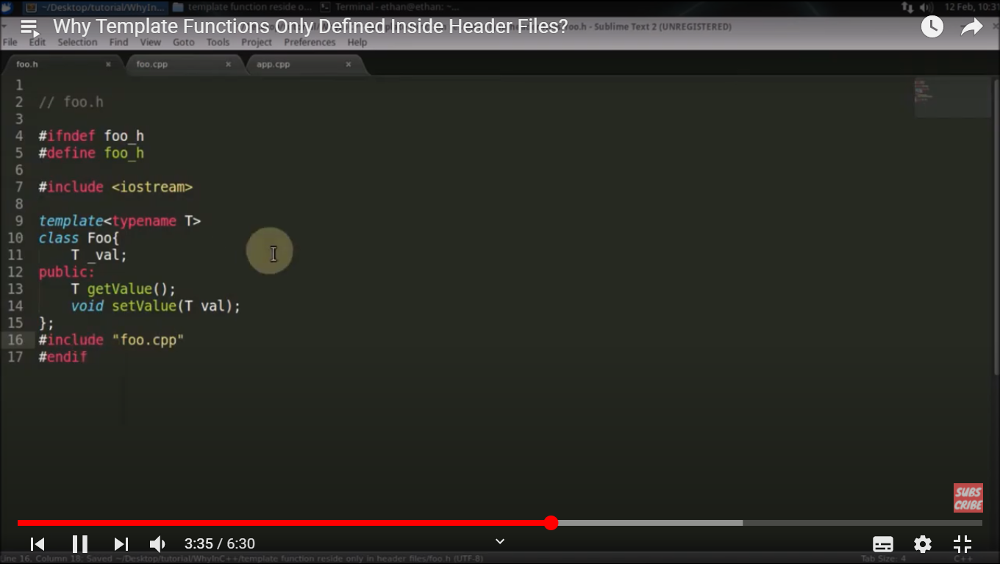 ~/Desktop/tutorial/WhyIn... template function reside o... Terminal - ethan@ethan: ~... 12 Feb, 10:31
Why Template Functions Only Defined Inside Header Files?
foo.h - Sublime Text 2 (UNREGISTERED)
File Edit Selection Find View Goto Tools Project Preferences Help
foo.h × foo.cpp × app.cpp ×
1
2 // foo.h
3
4 #ifndef foo_h
5 #define foo_h
6
7 #include <iostream>
8
9 template<typename T>
10 class Foo{
11 T _val;
12 public:
13 T getValue();
14 void setValue(T val);
15 };
16 #include "foo.cpp"
17 #endif
SUBS
CRIBE
3:35 / 6:30
Line 16, Column 18; Saved ~/Desktop/tutorial/WhyInC++/template function reside only in header files/foo.h (UTF-8) Tab Size: 4 C++